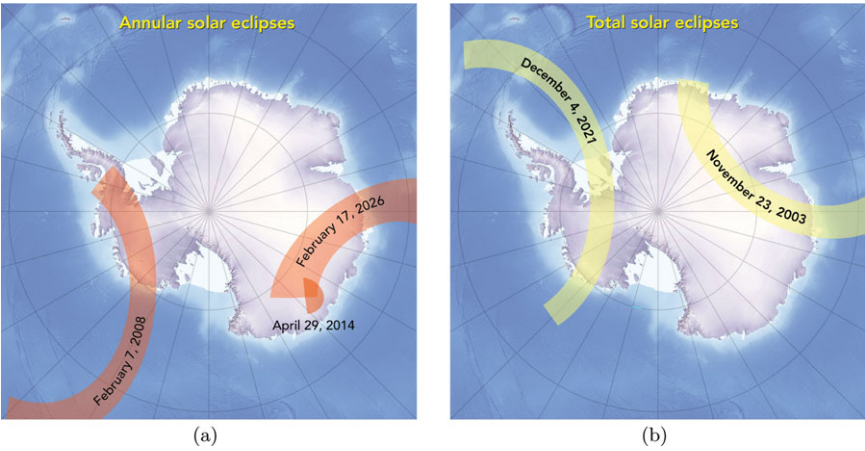 Annular solar eclipses
February 17, 2026
April 29, 2014
February 7, 2008
(a)
Total solar eclipses
December 4, 2021
November 23, 2003
(b)